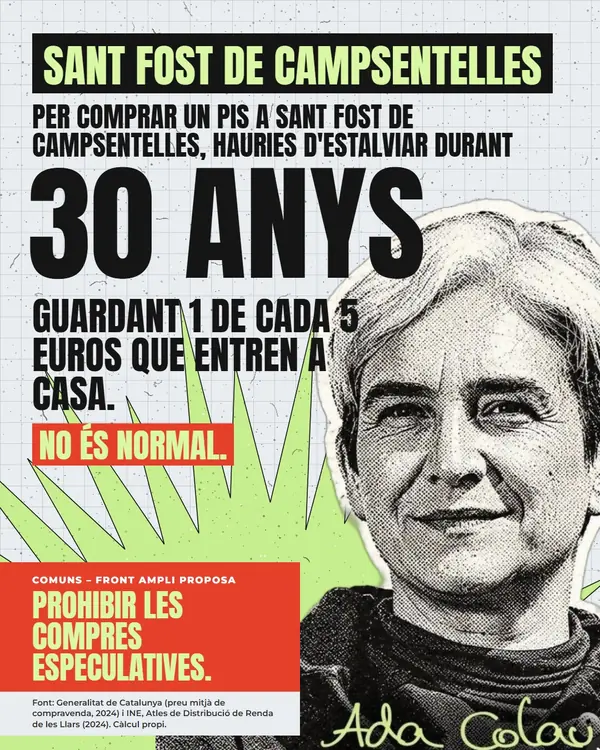 SANT FOST DE CAMPSENTELLES
PER COMPRAR UN PIS A SANT FOST DE
CAMPSENTELLES, HAURIES D'ESTALVIAR DURANT
30 ANYS
GUARDANT 1 DE CADA 5
EUROS QUE ENTREN A
CASA.
NO ÉS NORMAL.
COMUNS – FRONT AMPLI PROPOSA
PROHIBIR LES
COMPRES
ESPECULATIVES.
Font: Generalitat de Catalunya (preu mitjà de
compravenda, 2024) i INE, Atles de Distribució de Renda
de les Llars (2024). Càlcul propi.
Ada Colau